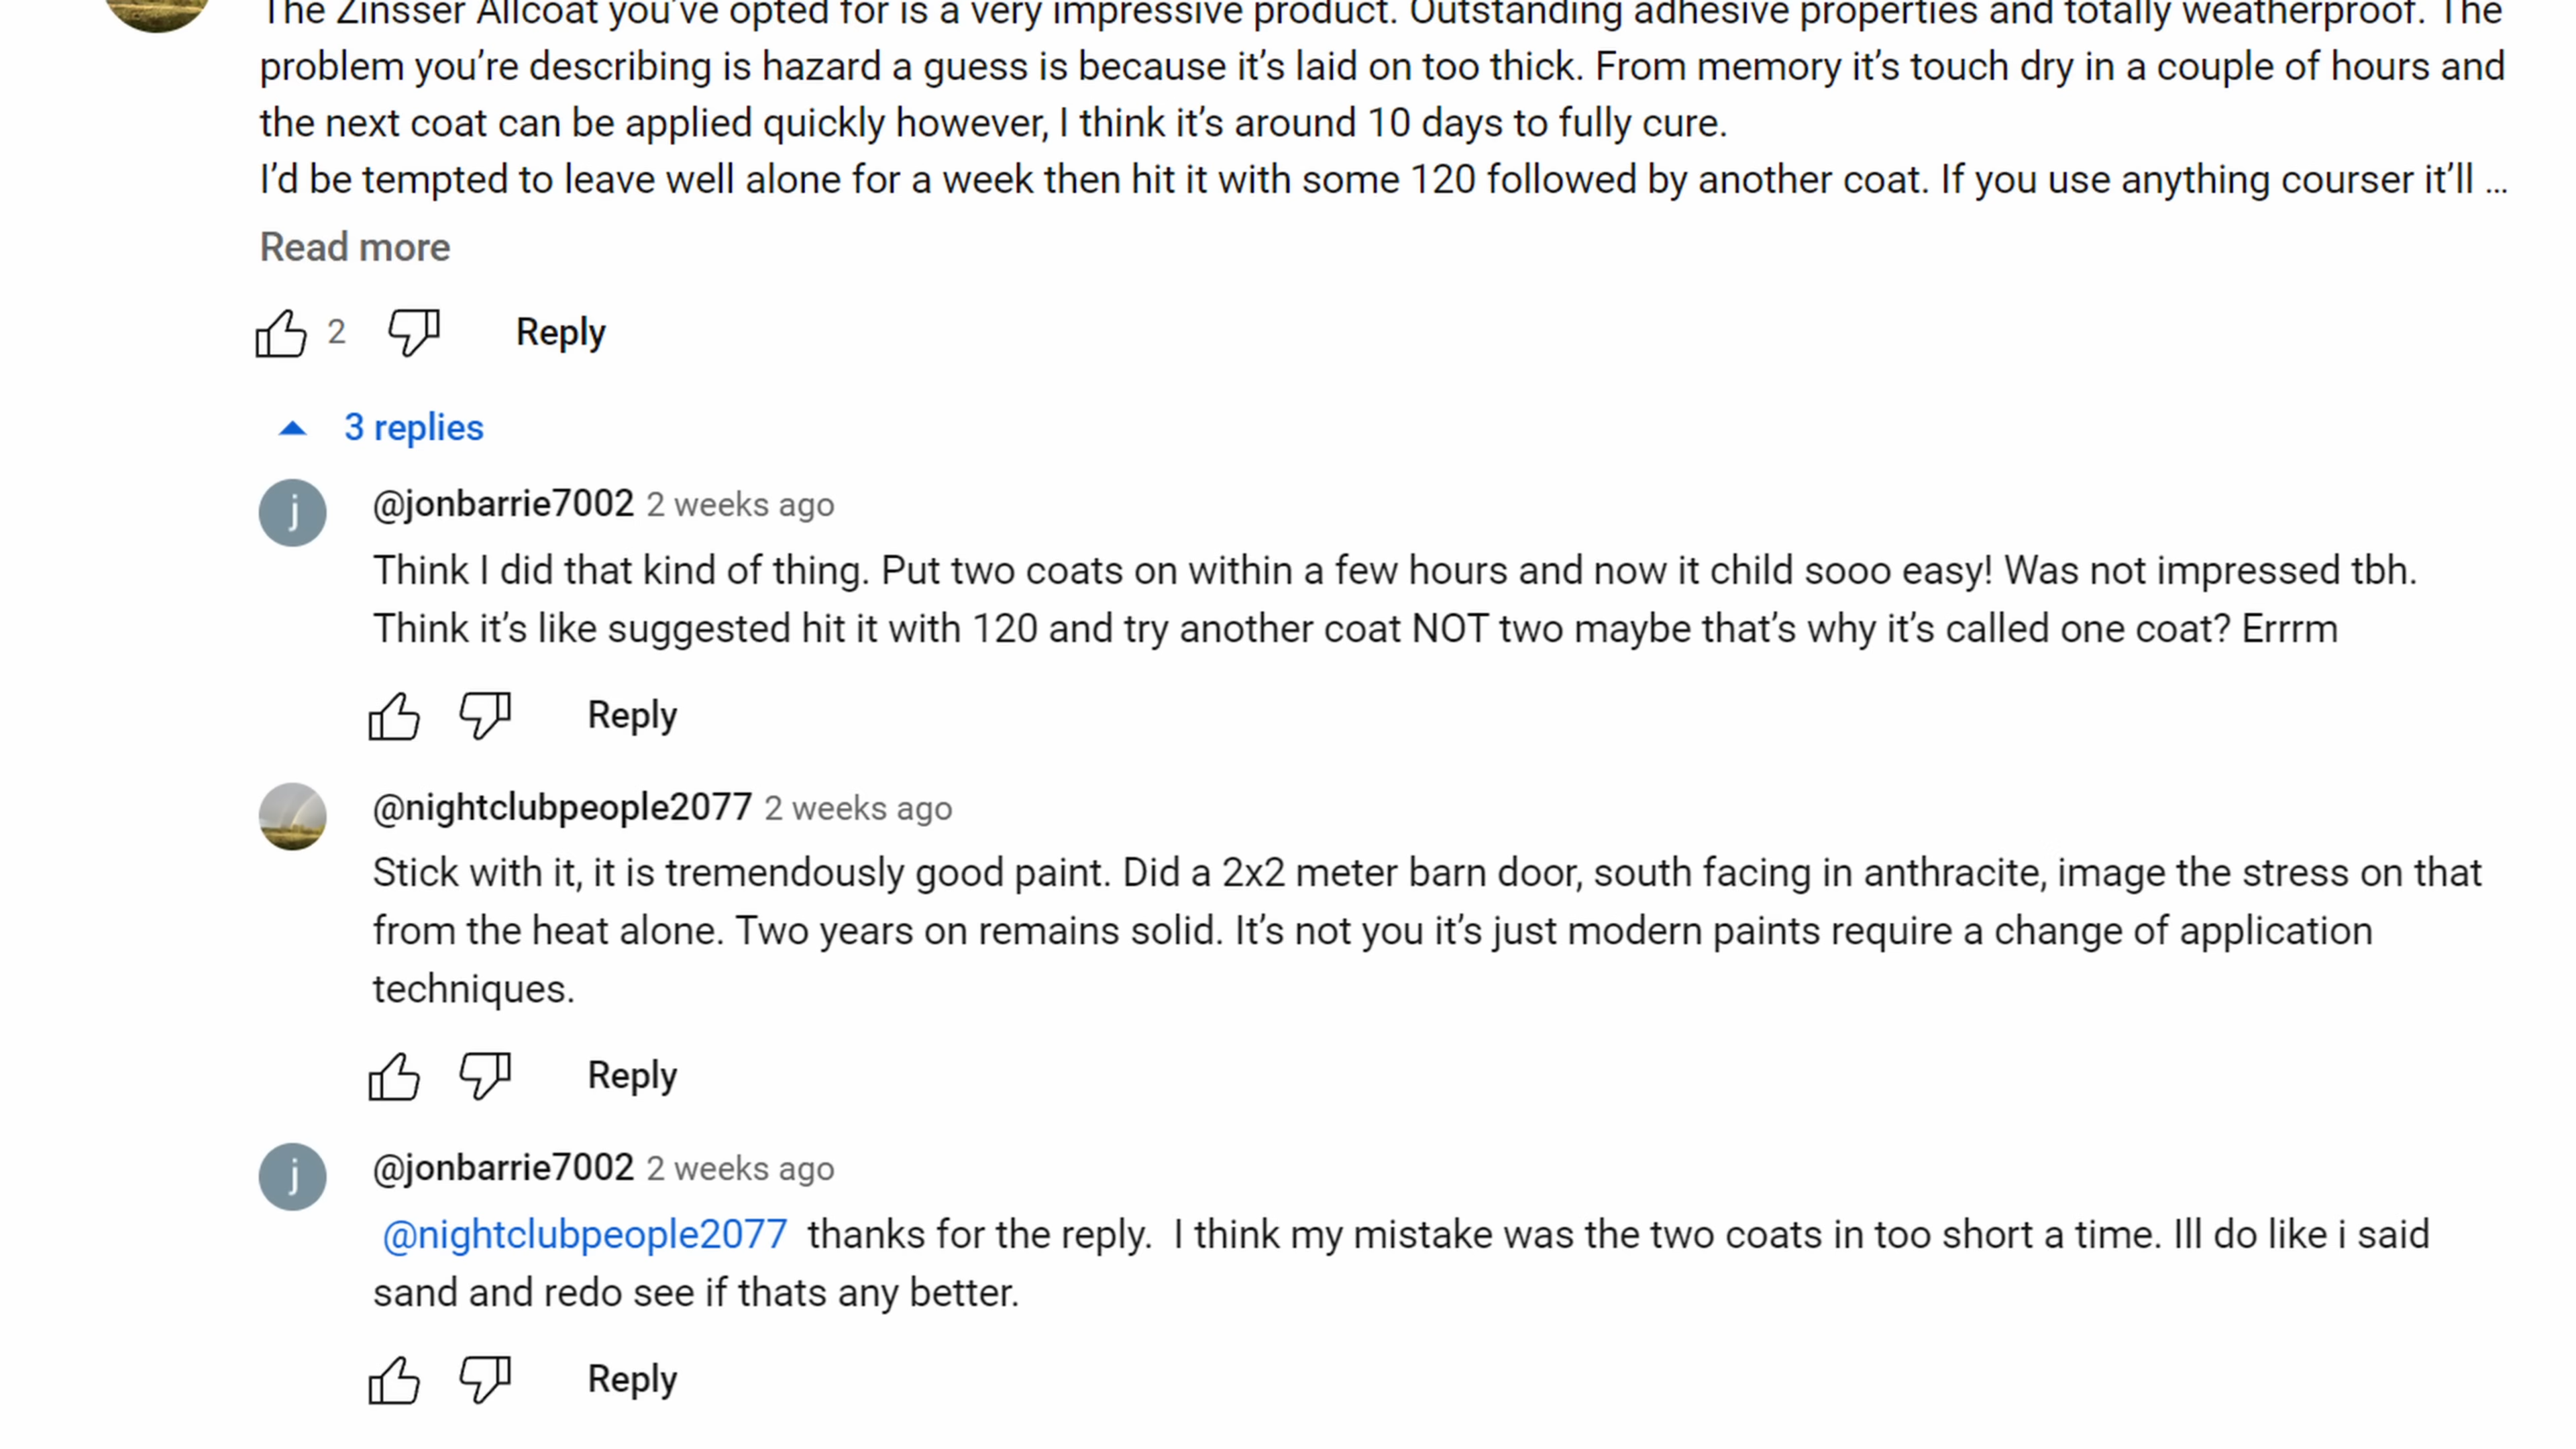 The Zinsser Allcoat you've opted for is a very impressive product. Outstanding adhesive properties and totally weatherproof. The
problem you’re describing is hazard a guess is because it’s laid on too thick. From memory it’s touch dry in a couple of hours and
the next coat can be applied quickly however, I think it’s around 10 days to fully cure.
I’d be tempted to leave well alone for a week then hit it with some 120 followed by another coat. If you use anything courser it’ll ...
Read more
2 Reply
3 replies
j @jonbarrie7002 2 weeks ago
Think I did that kind of thing. Put two coats on within a few hours and now it child sooo easy! Was not impressed tbh.
Think it’s like suggested hit it with 120 and try another coat NOT two maybe that’s why it’s called one coat? Errrm
Reply
@nightclubpeople2077 2 weeks ago
Stick with it, it is tremendously good paint. Did a 2x2 meter barn door, south facing in anthracite, image the stress on that
from the heat alone. Two years on remains solid. It’s not you it’s just modern paints require a change of application
techniques.
Reply
j @jonbarrie7002 2 weeks ago
@nightclubpeople2077 thanks for the reply. I think my mistake was the two coats in too short a time. Ill do like i said
sand and redo see if thats any better.
Reply